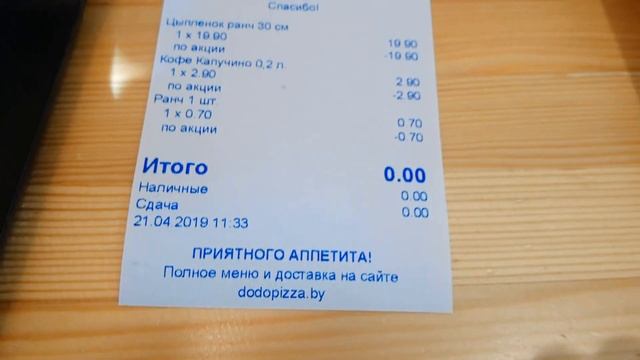 Спасибо!
Цыпленок ранч 30 см
1 x 19.90 19.90
по акции -19.90
Кофе Капучино 0,2 л.
1 x 2.90 2.90
по акции -2.90
Ранч 1 шт.
1 x 0.70 0.70
по акции -0.70
Итого 0.00
Наличные 0.00
Сдача 0.00
21.04.2019 11:33
ПРИЯТНОГО АППЕТИТА!
Полное меню и доставка на сайте
dodopizza.by